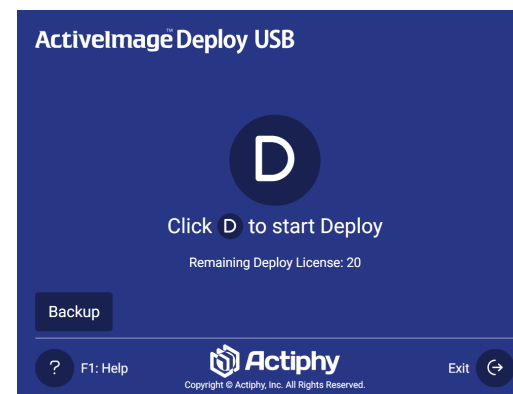 ActiveImage™ Deploy USB
D
Click D to start Deploy
Remaining Deploy License: 20
Backup
? F1: Help
Actiphy
Exit
Copyright © Actiphy, Inc. All Rights Reserved.